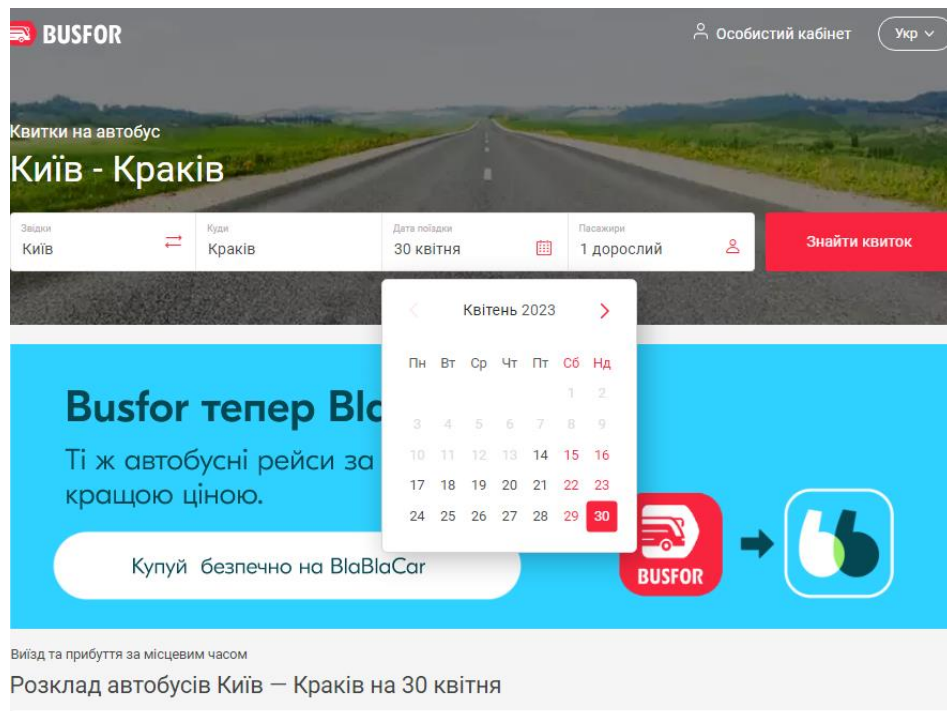 BUSFOR
Особистий кабінет
Укр
Квитки на автобус
Київ - Краків
Звідки
Київ
Куди
Краків
Дата поїздки
30 квітня
Пасажири
1 дорослий
Знайти квиток
Квітень 2023
Пн Вт Ср Чт Пт Сб Нд
1 2
3 4 5 6 7 8 9
10 11 12 13 14 15 16
17 18 19 20 21 22 23
24 25 26 27 28 29 30
Busfor тепер Bla
Ті ж автобусні рейси за
кращою ціною.
Купуй безпечно на BlaBlaCar
BUSFOR
Виїзд та прибуття за місцевим часом
Розклад автобусів Київ — Краків на 30 квітня